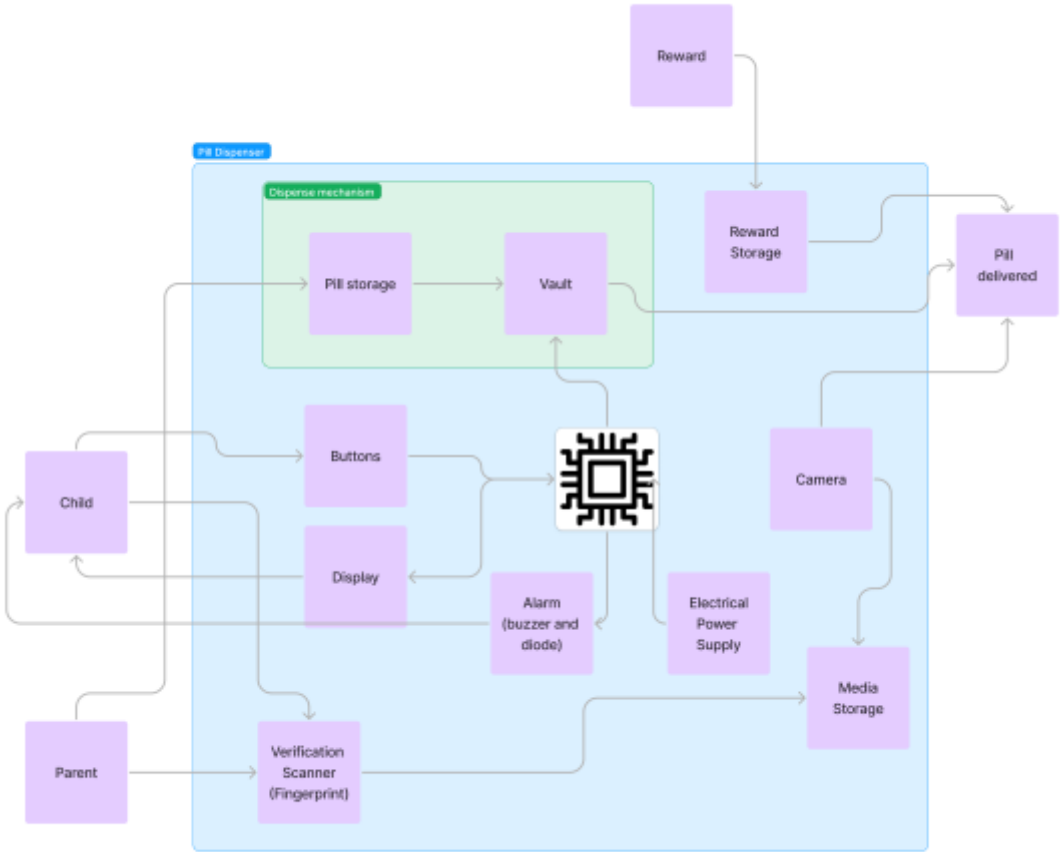 Reward
Pill Dispenser
Dispense mechanism
Pill storage
Vault
Reward
Storage
Pill
delivered
Buttons
Child
Camera
Display
Alarm
(buzzer and
diode)
Electrical
Power
Supply
Media
Storage
Parent
Verification
Scanner
(Fingerprint)